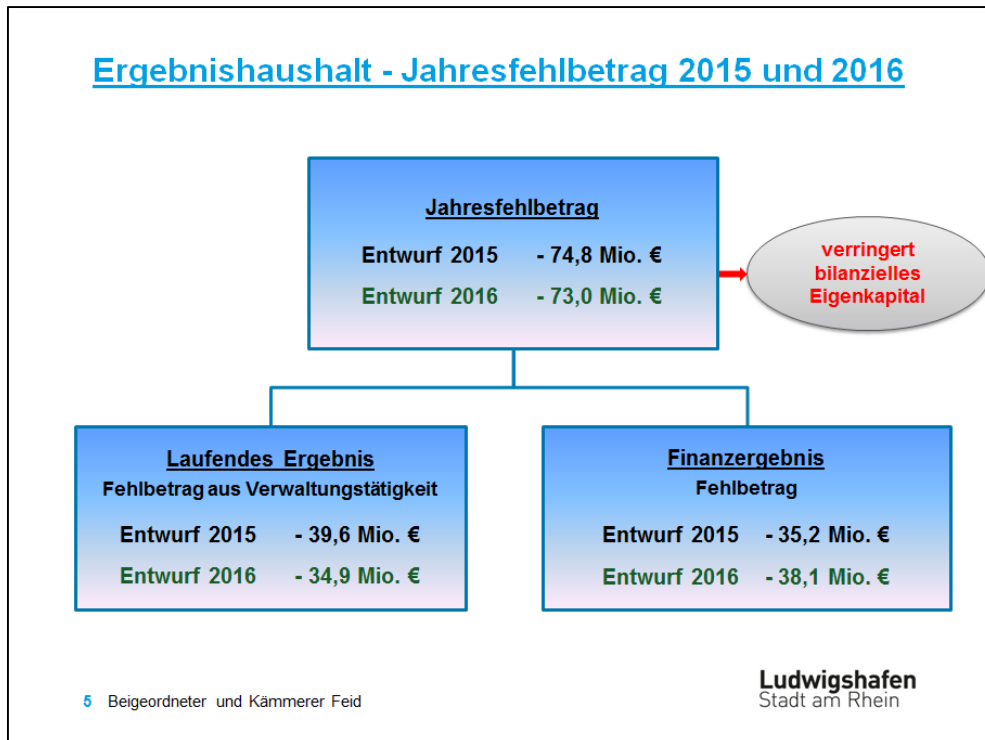 Ergebnishaushalt - Jahresfehlbetrag 2015 und 2016
Jahresfehlbetrag
Entwurf 2015 - 74,8 Mio. €
Entwurf 2016 - 73,0 Mio. €
verringert
bilanzielles
Eigenkapital
Laufendes Ergebnis
Fehlbetrag aus Verwaltungstätigkeit
Entwurf 2015 - 39,6 Mio. €
Entwurf 2016 - 34,9 Mio. €
Finanzergebnis
Fehlbetrag
Entwurf 2015 - 35,2 Mio. €
Entwurf 2016 - 38,1 Mio. €
5 Beigeordneter und Kämmerer Feid
Ludwigshafen
Stadt am Rhein